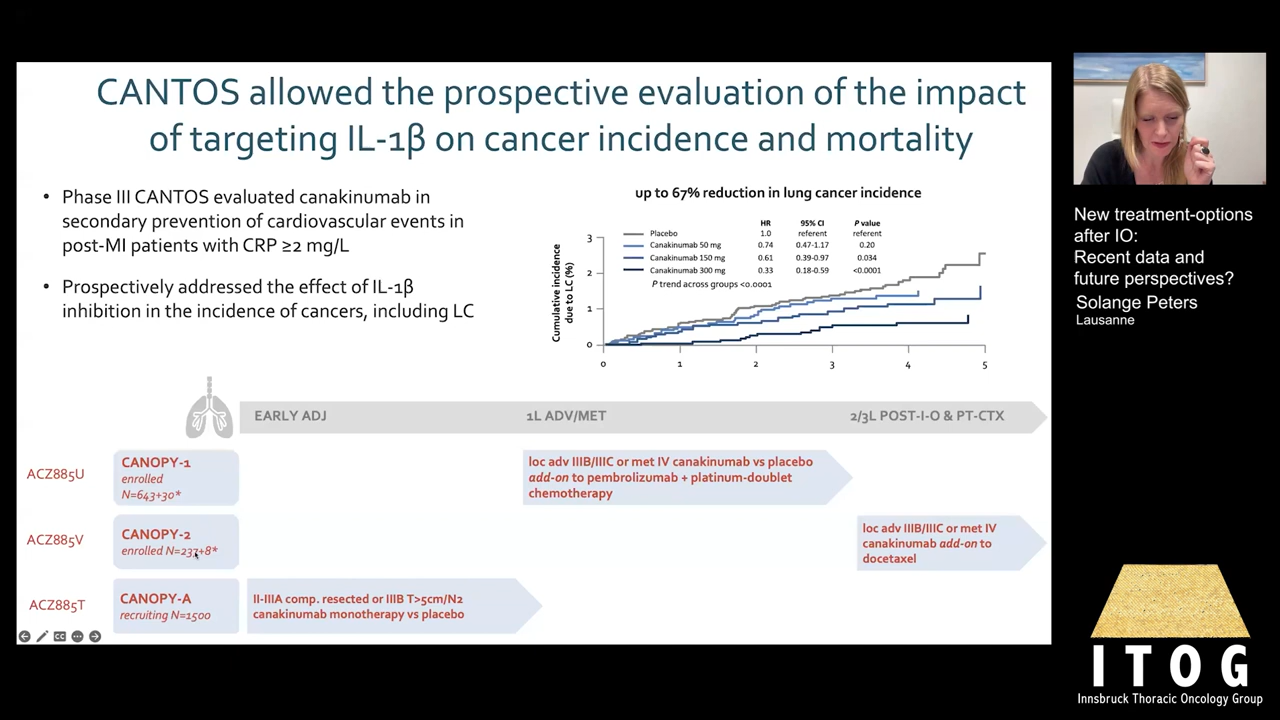 CANTOS allowed the prospective evaluation of the impact
of targeting IL-1β on cancer incidence and mortality
• Phase III CANTOS evaluated canakinumab in
secondary prevention of cardiovascular events in
post-MI patients with CRP ≥2 mg/L
• Prospectively addressed the effect of IL-1β
inhibition in the incidence of cancers, including LC
up to 67% reduction in lung cancer incidence
HR 95% CI P value
Placebo 1.0 referent referent
Canakinumab 50 mg 0.74 0.47-1.17 0.20
Canakinumab 150 mg 0.61 0.39-0.97 0.034
Canakinumab 300 mg 0.33 0.18-0.59 <0.0001
P trend across groups <0.0001
Cumulative incidence
due to LC (%)
3
2
1
0
0 1 2 3 4 5
EARLY ADJ 1L ADV/MET 2/3L POST-I-O & PT-CTX
ACZ885U
CANOPY-1
enrolled
N=643+30*
loc adv IIIB/IIIC or met IV canakinumab vs placebo
add-on to pembrolizumab + platinum-doublet
chemotherapy
ACZ885V
CANOPY-2
enrolled N=237+8*
loc adv IIIB/IIIC or met IV
canakinumab add-on to
docetaxel
ACZ885T
CANOPY-A
recruiting N=1500
II-IIIA comp. resected or IIIB T>5cm/N2
canakinumab monotherapy vs placebo
CC
New treatment-options
after IO:
Recent data and
future perspectives?
Solange Peters
Lausanne
ITOG
Innsbruck Thoracic Oncology Group